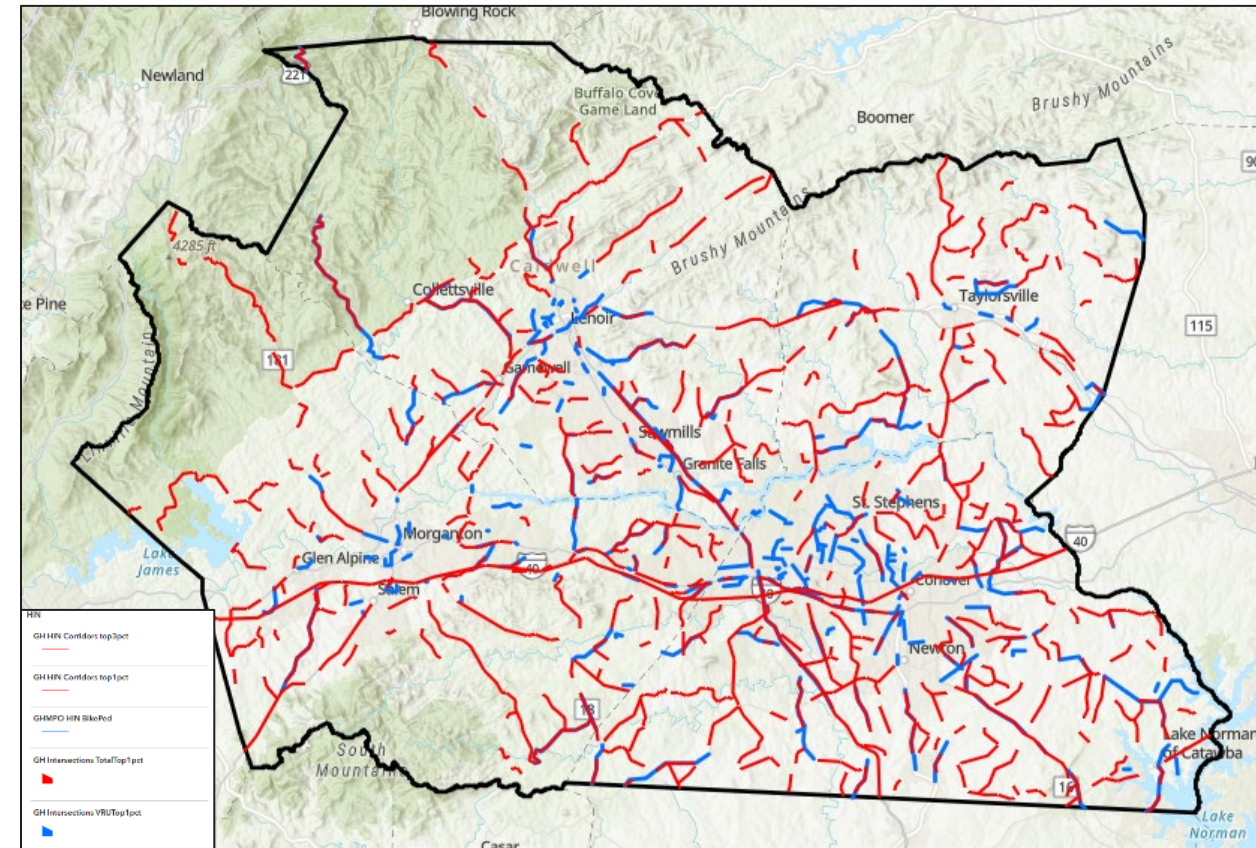 Blowing Rock
Newland
221
Buffalo Cove
Game Land
Brushy Mountains
Boomer
90
4285 ft
Brushy Mountains
Caldwell
Collettsville
Taylorsville
Pine
Lenoir
115
181
Gamewell
Linville Mountain
Sawmills
Granite Falls
St. Stephens
Morganton
40
Lake
James
Glen Alpine
40
Conover
Salem
HIN
GH HIN Corridors top3pct
GH HIN Corridors top1pct
GHMPO HIN BikePed
GH Intersections TotalTop1pct
GH Intersections VRUTop1pct
Newton
18
South
Mountains
Lake Norman
of Catawba
16
Lake
Norman
Casar